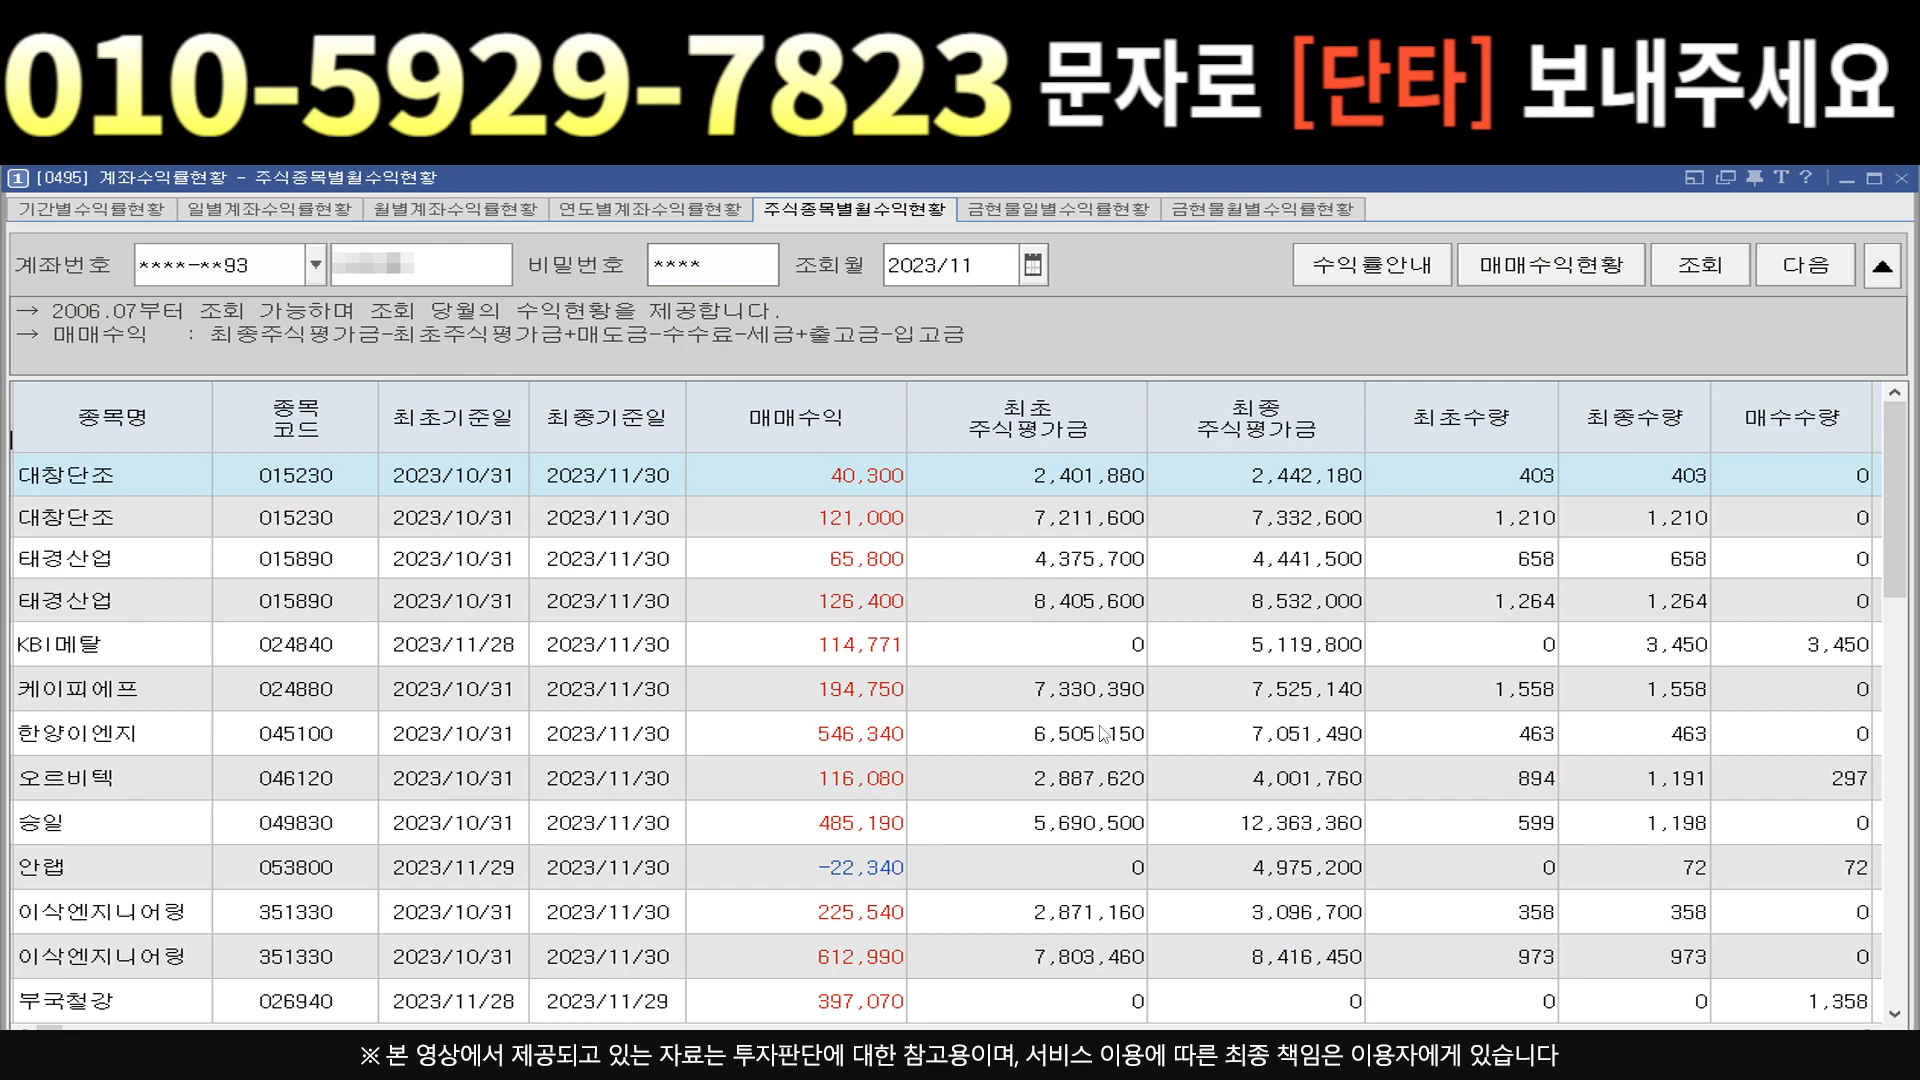 010-5929-7823 문자로 [단타] 보내주세요
1 [0495] 계좌수익률현황 - 주식종목별월수익현황
기간별수익률현황 일별계좌수익률현황 월별계좌수익률현황 연도별계좌수익률현황 주식종목별월수익현황 금현물일별수익률현황 금현물월별수익률현황
계좌번호 ****-**93 비밀번호 **** 조회월 2023/11 수익률안내 매매수익현황 조회 다음
→ 2006.07부터 조회 가능하며 조회 당월의 수익현황을 제공합니다.
→ 매매수익 : 최종주식평가금-최초주식평가금+매도금-수수료-세금+출고금-입고금
종목명 종목코드 최초기준일 최종기준일 매매수익 최초주식평가금 최종주식평가금 최초수량 최종수량 매수수량
대창단조 015230 2023/10/31 2023/11/30 40,300 2,401,880 2,442,180 403 403 0
대창단조 015230 2023/10/31 2023/11/30 121,000 7,211,600 7,332,600 1,210 1,210 0
태경산업 015890 2023/10/31 2023/11/30 65,800 4,375,700 4,441,500 658 658 0
태경산업 015890 2023/10/31 2023/11/30 126,400 8,405,600 8,532,000 1,264 1,264 0
KBI메탈 024840 2023/11/28 2023/11/30 114,771 0 5,119,800 0 3,450 3,450
케이피에프 024880 2023/10/31 2023/11/30 194,750 7,330,390 7,525,140 1,558 1,558 0
한양이엔지 045100 2023/10/31 2023/11/30 546,340 6,505,150 7,051,490 463 463 0
오르비텍 046120 2023/10/31 2023/11/30 116,080 2,887,620 4,001,760 894 1,191 297
승일 049830 2023/10/31 2023/11/30 485,190 5,690,500 12,363,360 599 1,198 0
안랩 053800 2023/11/29 2023/11/30 -22,340 0 4,975,200 0 72 72
이삭엔지니어링 351330 2023/10/31 2023/11/30 225,540 2,871,160 3,096,700 358 358 0
이삭엔지니어링 351330 2023/10/31 2023/11/30 612,990 7,803,460 8,416,450 973 973 0
부국철강 026940 2023/11/28 2023/11/29 397,070 0 0 0 0 1,358
※ 본 영상에서 제공되고 있는 자료는 투자판단에 대한 참고용이며, 서비스 이용에 따른 최종 책임은 이용자에게 있습니다